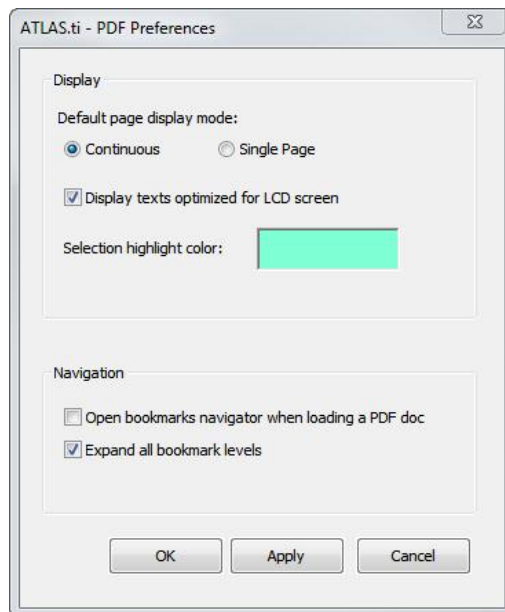 ATLAS.ti - PDF Preferences
Display
Default page display mode:
Continuous Single Page
Display texts optimized for LCD screen
Selection highlight color:
Navigation
Open bookmarks navigator when loading a PDF doc
Expand all bookmark levels
OK Apply Cancel